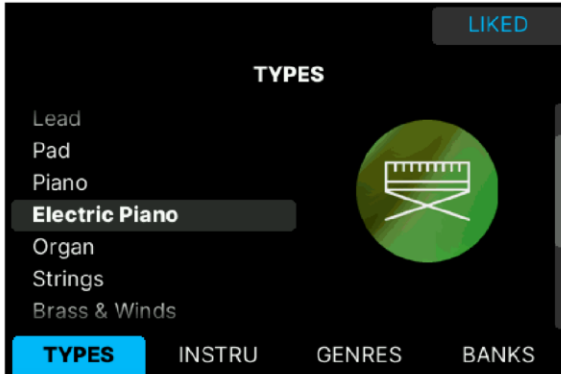 LIKED
TYPES
Lead
Pad
Piano
Electric Piano
Organ
Strings
Brass & Winds
TYPES INSTRU GENRES BANKS